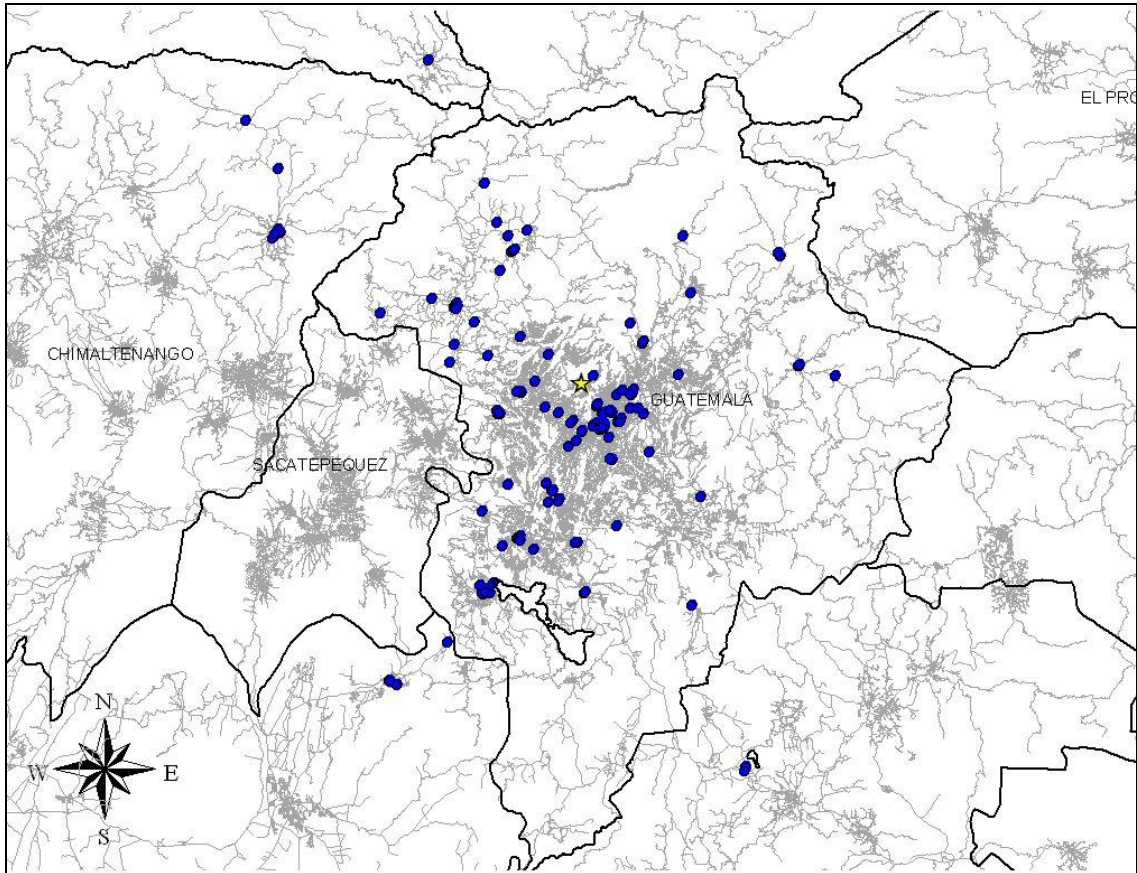 EL PRO
CHIMALTENANGO
GUATEMALA
SACATEPEQUEZ
N
W E
S